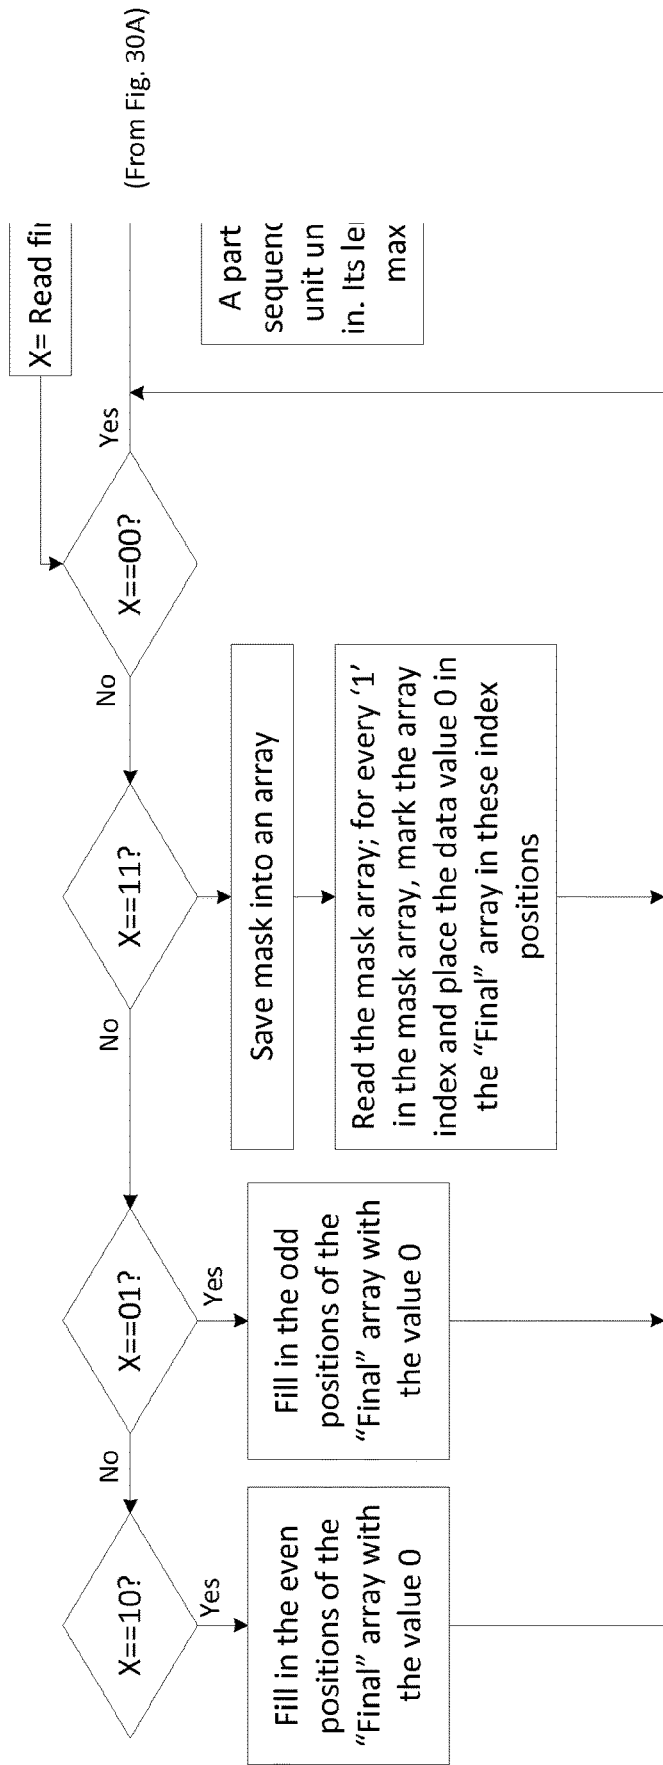 (From Fig. 30A)
X= Read
A part
unit
in. Its
max
Yes
X==00?
No
X==11?
Save mask into an array
Read the mask array; for every ‘1’
in the mask array, mark the array
index and place the data value 0 in
the “Final” array in these index
positions
No
X==01?
Yes
Fill in the odd
positions of the
“Final” array with
the value 0
No
X==10?
Yes
Fill in the even
positions of the
“Final” array with
the value 0